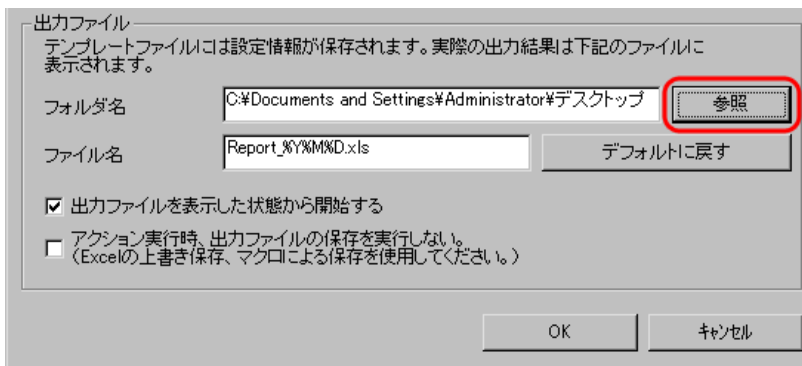 出力ファイル
テンプレートファイルには設定情報が保存されます。実際の出力結果は下記のファイルに
表示されます。
フォルダ名
C:¥Documents and Settings¥Administrator¥デスクトップ
参照
ファイル名
Report_%Y%M%D.xls
デフォルトに戻す
出力ファイルを表示した状態から開始する
アクション実行時、出力ファイルの保存を実行しない。
（Excelの上書き保存、マクロによる保存を使用してください。）
OK
キャンセル